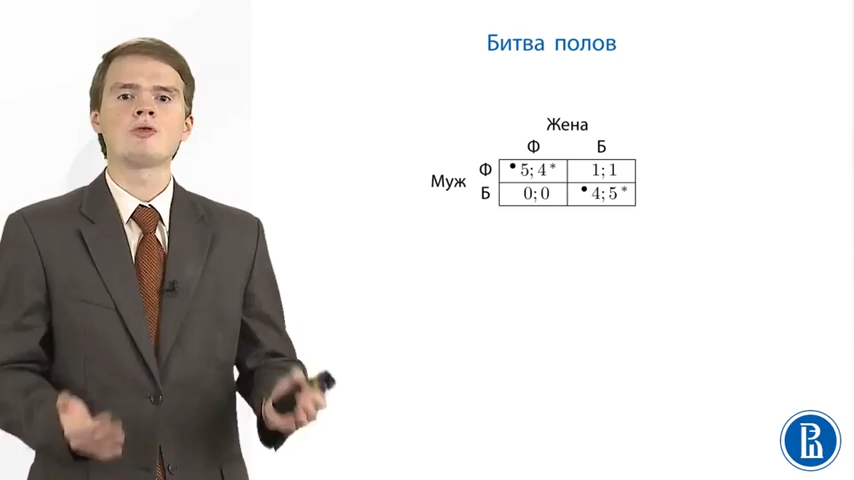 Битва полов
Жена
Ф Б
Муж
Ф • 5; 4 * 1; 1
Б 0; 0 • 4; 5 *